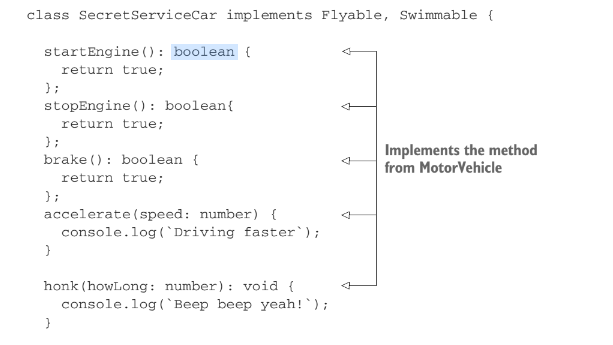 class SecretServiceCar implements Flyable, Swimmable {
startEngine(): boolean {
return true;
};
stopEngine(): boolean{
return true;
};
brake(): boolean {
return true;
};
accelerate(speed: number) {
console.log(`Driving faster`);
}
honk(howLong: number): void {
console.log(`Beep beep yeah!`);
}
Implements the method
from MotorVehicle